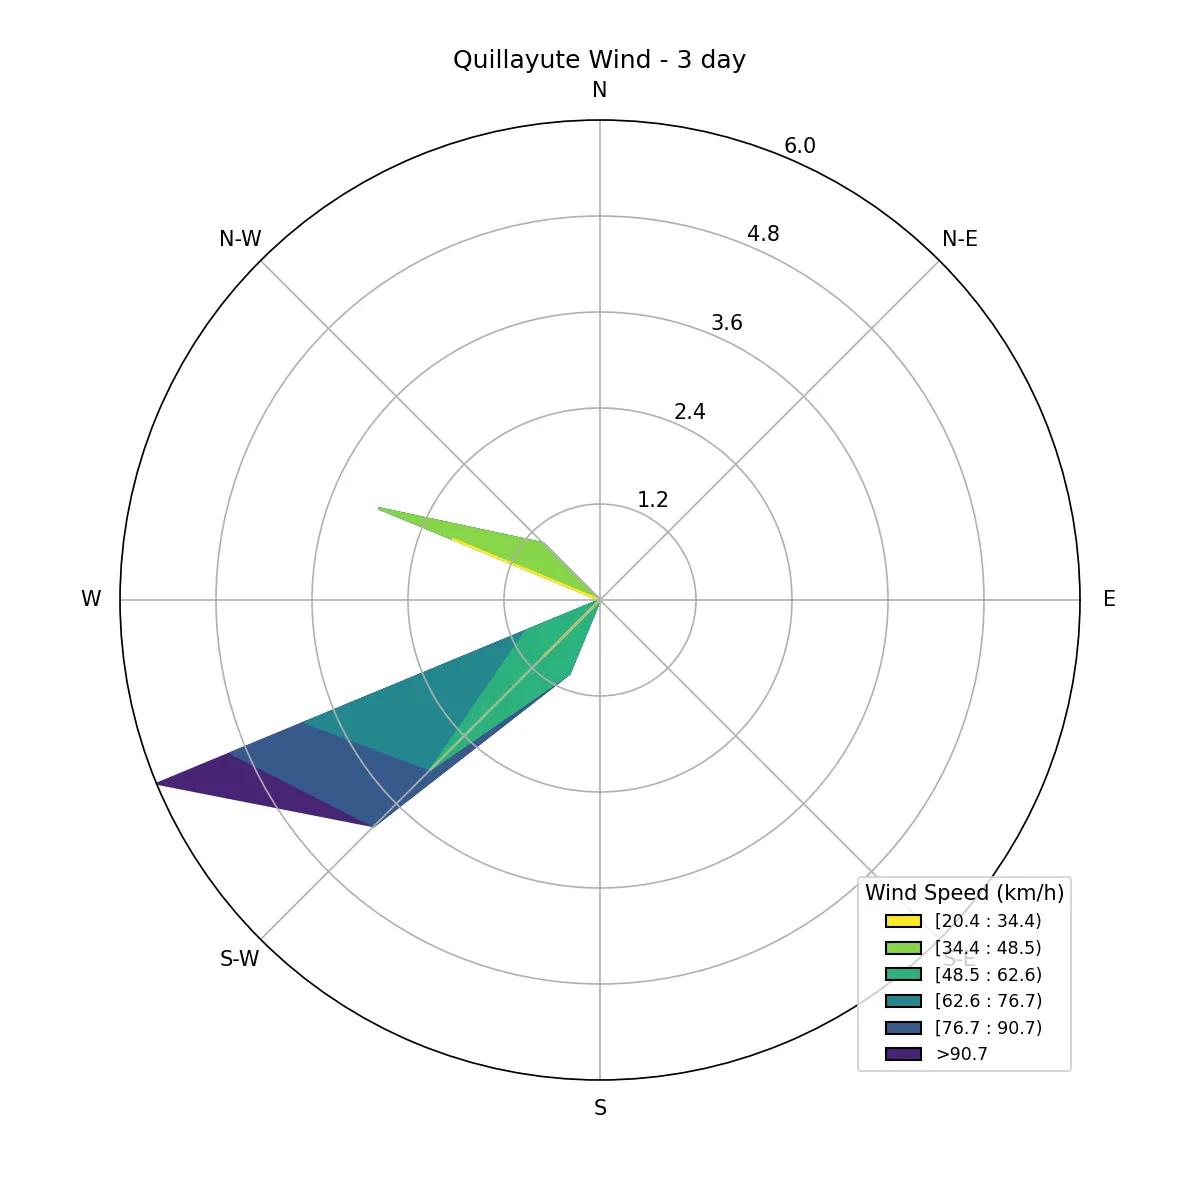 Quillayute Wind - 3 day
N
6.0
N-W
N-E
4.8
3.6
2.4
1.2
W
E
S-W
S-E
S
Wind Speed (km/h)
[20.4 : 34.4)
[34.4 : 48.5)
[48.5 : 62.6)
[62.6 : 76.7)
[76.7 : 90.7)
>90.7